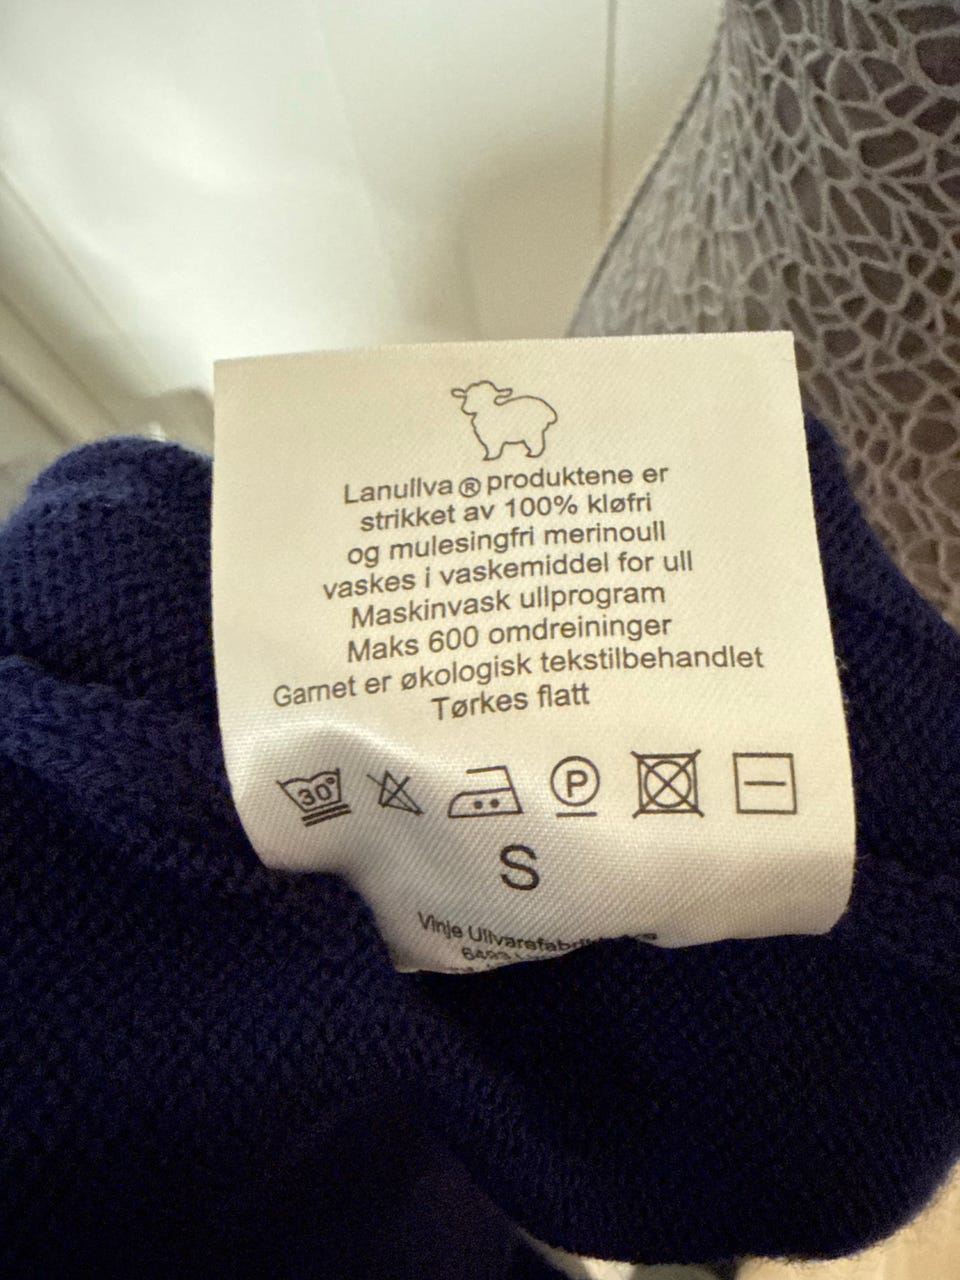 Lanullva® produktene er
strikket av 100% kløfri
og mulesingfri merinoull
vaskes i vaskemiddel for ull
Maskinvask ullprogram
Maks 600 omdreininger
Garnet er økologisk tekstilbehandlet
Tørkes flatt
30° P
S
Vinje